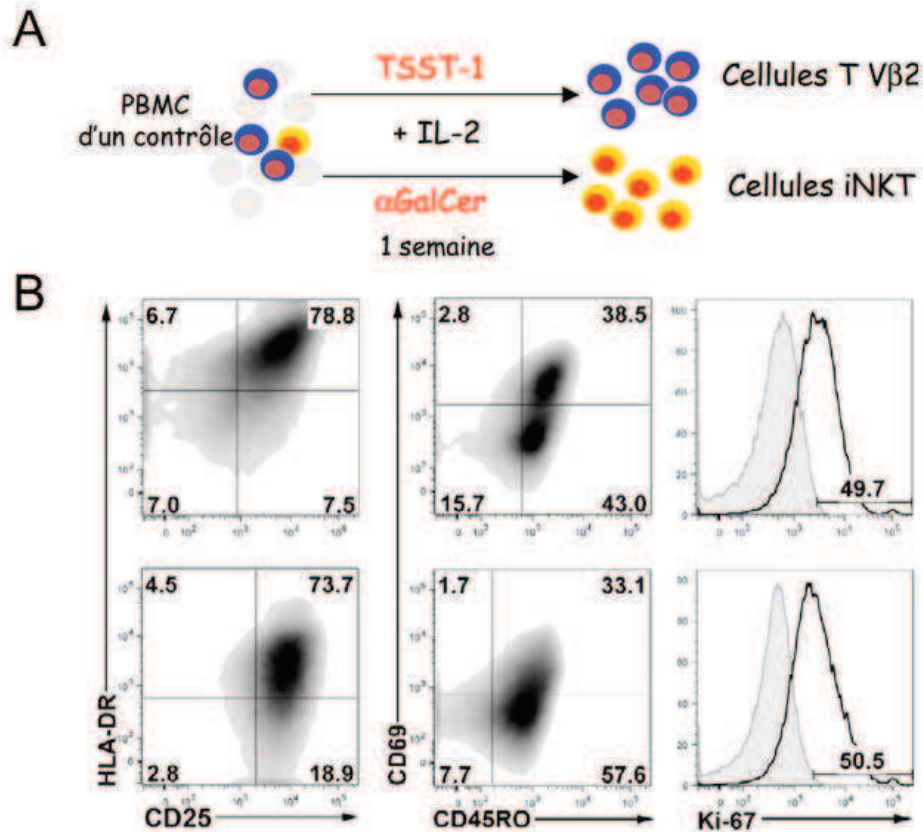 A
PBMC
d'un contrôle
TSST-1
+ IL-2
αGalCer
1 semaine
Cellules T Vβ2
Cellules iNKT
B
6.7 78.8
7.0 7.5
2.8 38.5
15.7 43.0
49.7
4.5 73.7
2.8 18.9
1.7 33.1
7.7 57.6
50.5
HLA-DR
CD69
CD25
CD45RO
Ki-67